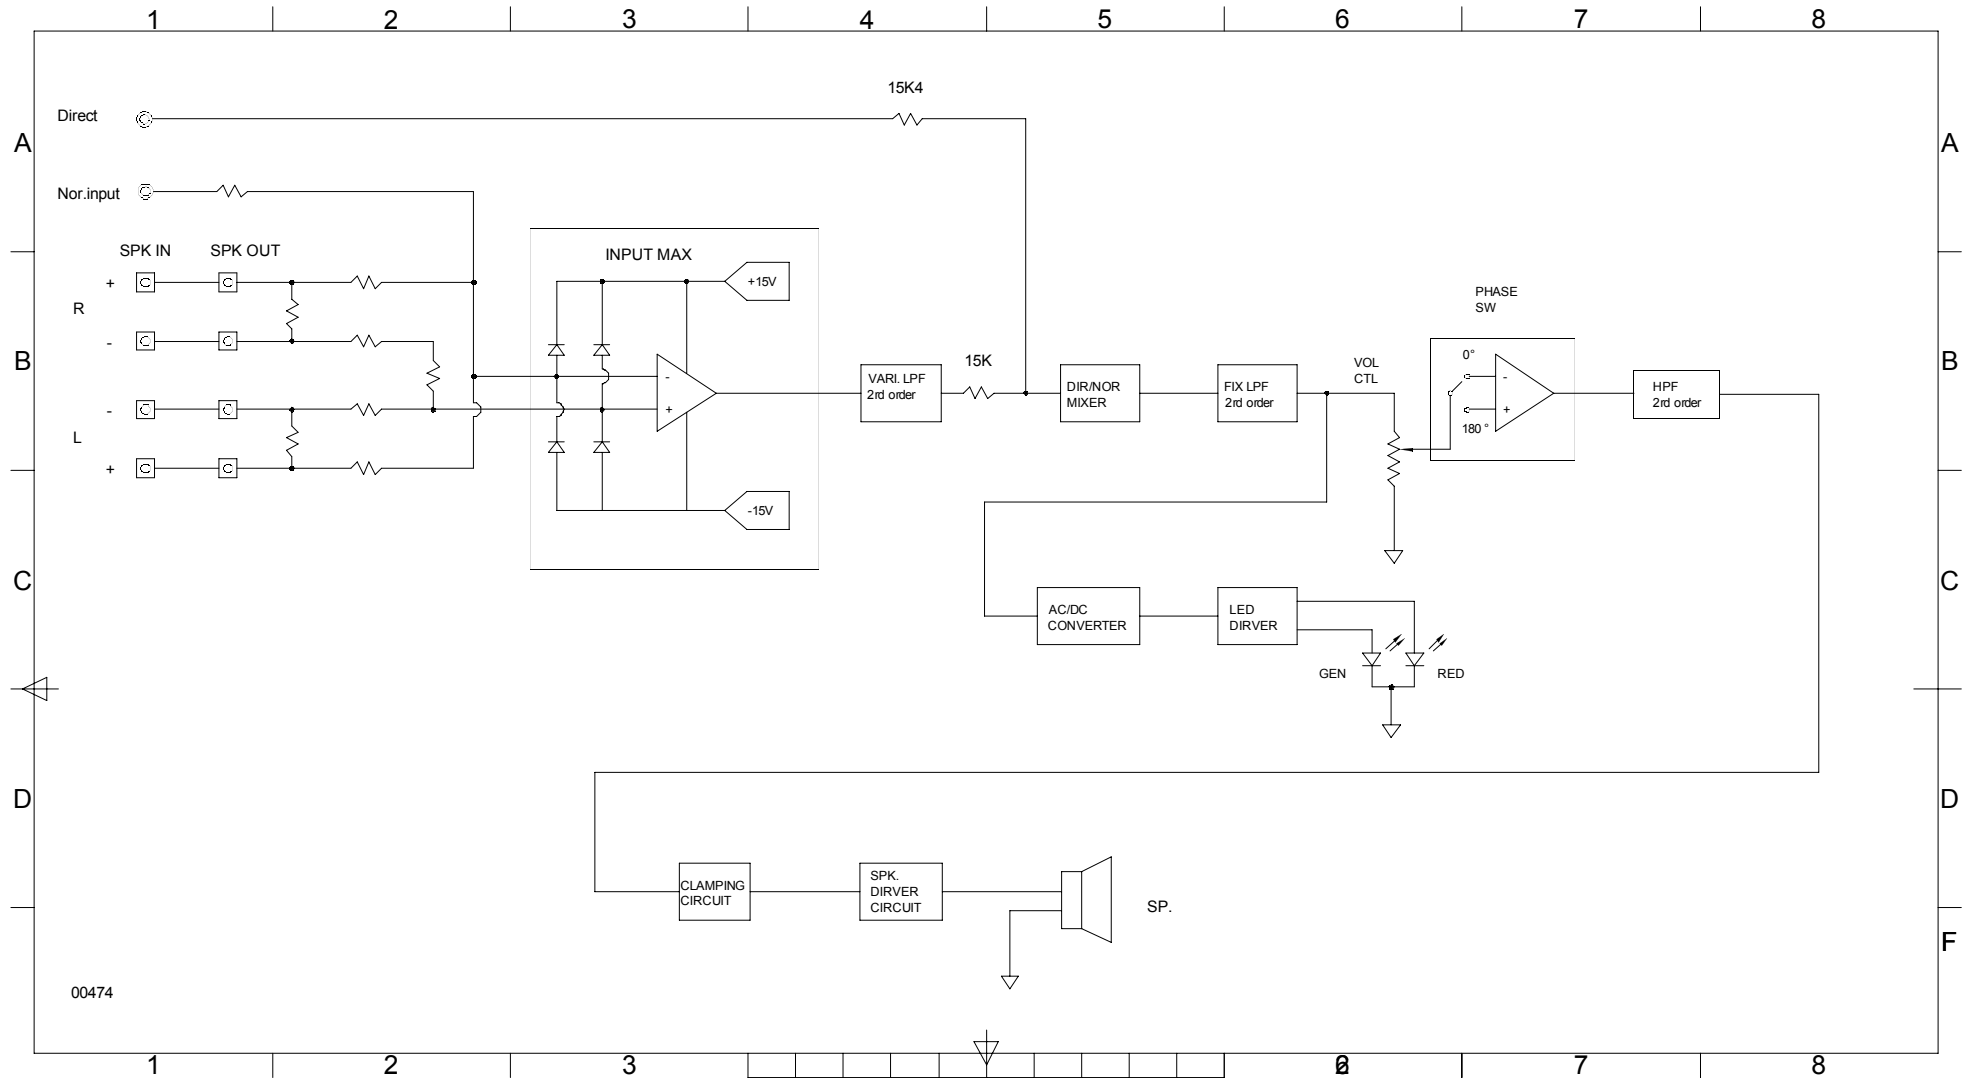 1 2 3 4 5 6 7 8
15K4
Direct
A A
Nor.input
SPK IN SPK OUT
INPUT MAX
+
+15V
R
PHASE
SW
-
B B
0°
15K
VOL
CTL
-
-
VARI. LPF
2rd order
DIR/NOR
MIXER
FIX LPF
2rd order
HPF
2rd order
-
+
+
L
180 °
+
-15V
C C
AC/DC
CONVERTER
LED
DIRVER
GEN RED
D D
CLAMPING
CIRCUIT
SPK.
DIRVER
CIRCUIT
SP.
F
00474
1 2 3 6 7 8